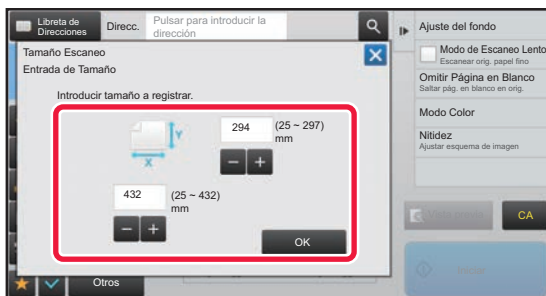 Libreta de
Direcciones
Direcc.
Pulsar para introducir la
dirección
Tamaño Escaneo
Entrada de Tamaño
Introducir tamaño a registrar.
Y
X
294
(25 ~ 297)
mm
432
(25 ~ 432)
mm
OK
Otros
Ajuste del fondo
Modo de Escaneo Lento
Escanear orig. papel fino
Omitir Página en Blanco
Saltar pág. en blanco en orig.
Modo Color
Nitidez
Ajustar esquema de imagen
CA